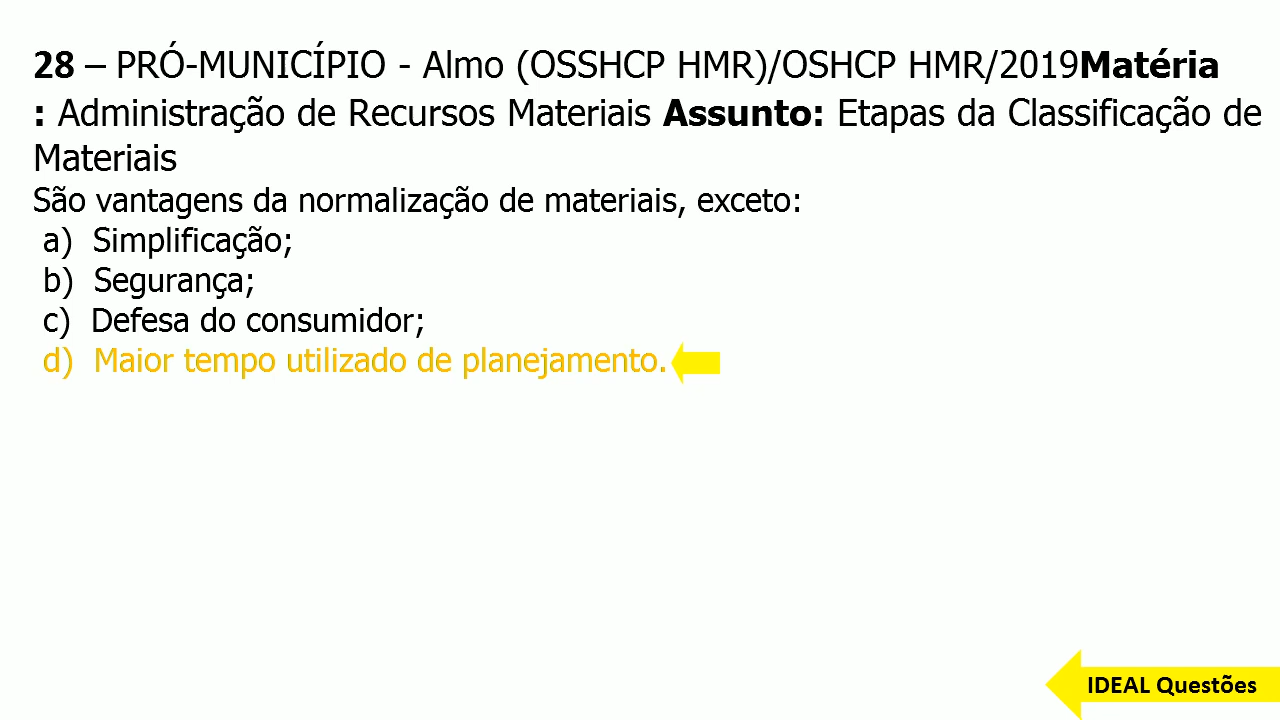 28 – PRÓ-MUNICÍPIO - Almo (OSSHCP HMR)/OSHCP HMR/2019Matéria
: Administração de Recursos Materiais Assunto: Etapas da Classificação de
Materiais
São vantagens da normalização de materiais, exceto:
a) Simplificação;
b) Segurança;
c) Defesa do consumidor;
d) Maior tempo utilizado de planejamento.
IDEAL Questões